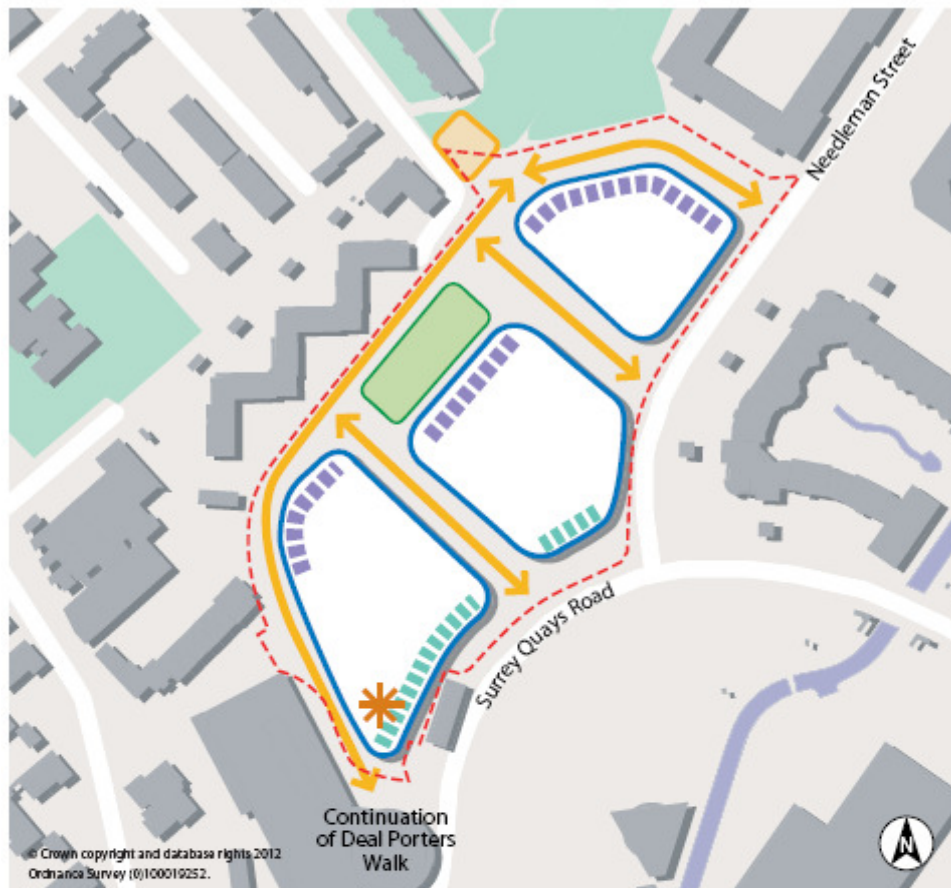 Needleman Street
Surrey Quays Road
Continuation
of Deal Porters
Walk
© Crown copyright and database rights 2012
Ordnance Survey (0)100019252.
N